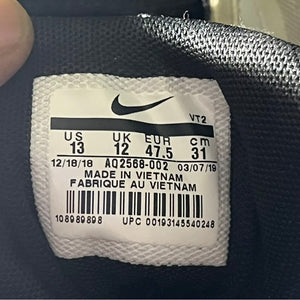 VT2
US UK EUR cm
13 12 47.5 31
12/18/18 AQ2568-002 03/07/19
MADE IN VIETNAM
FABRIQUE AU VIETNAM
108989898 UPC 00193145540248